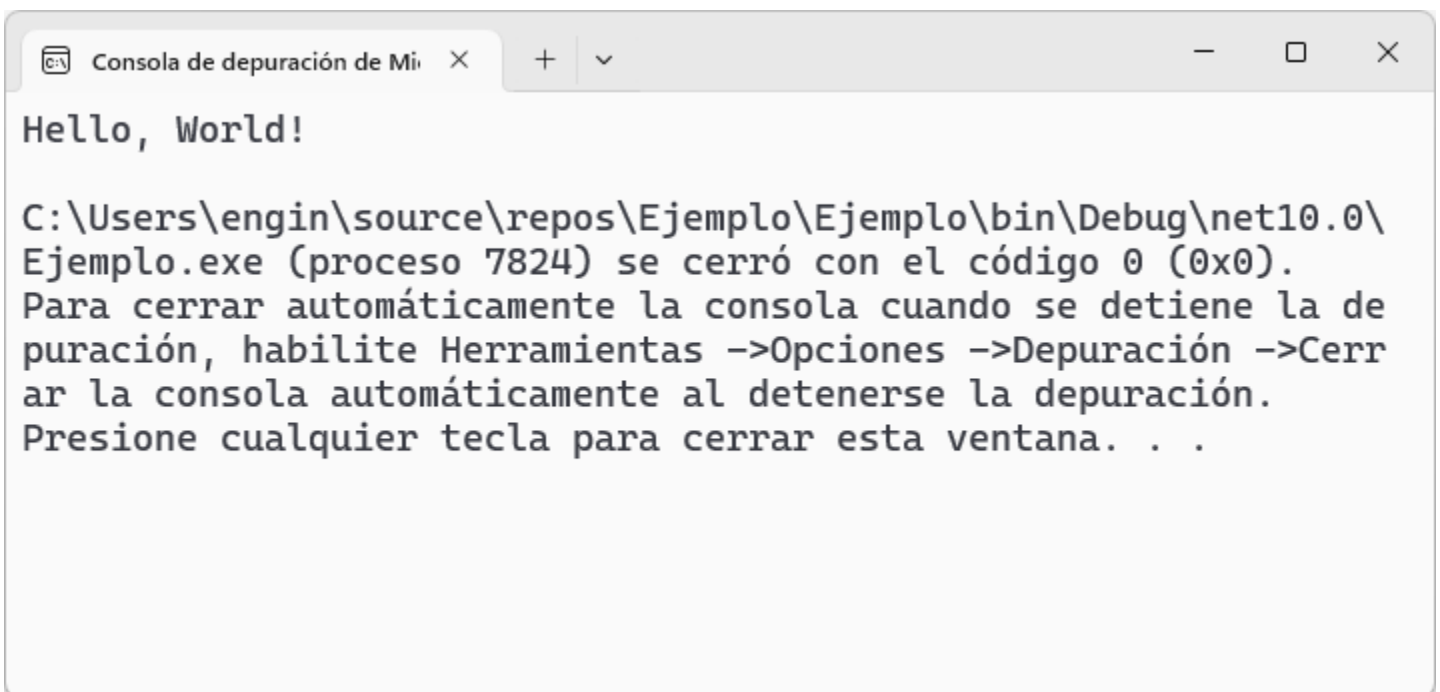 Consola de depuración de Mi
Hello, World!
C:\Users\engin\source\repos\Ejemplo\Ejemplo\bin\Debug\net10.0\
Ejemplo.exe (proceso 7824) se cerró con el código 0 (0x0).
Para cerrar automáticamente la consola cuando se detiene la de
puración, habilite Herramientas ->Opciones ->Depuración ->Cerr
ar la consola automáticamente al detenerse la depuración.
Presione cualquier tecla para cerrar esta ventana. . .